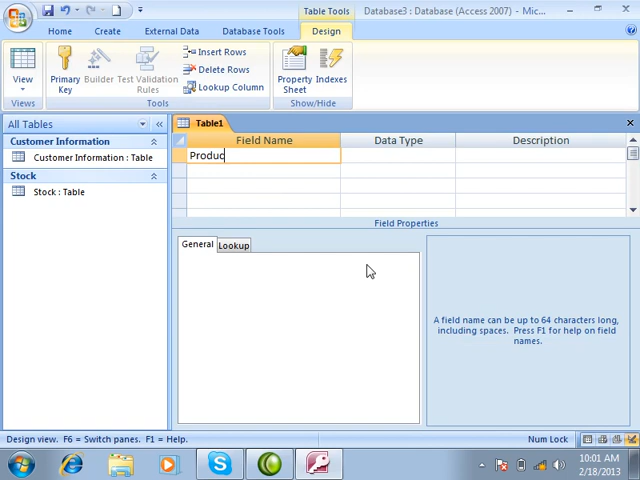 Table Tools
Database3 : Database (Access 2007) - Mic...
Home
Create
External Data
Database Tools
Design
View
Primary Key
Builder
Test Validation Rules
Insert Rows
Delete Rows
Lookup Column
Property Sheet
Indexes
Views
Tools
Show/Hide
All Tables
Table1
Customer Information
Customer Information : Table
Stock
Stock : Table
Field Name
Data Type
Description
Produc
Field Properties
General
Lookup
A field name can be up to 64 characters long,
including spaces. Press F1 for help on field
names.
Design view. F6 = Switch panes. F1 = Help.
Num Lock
10:01 AM
2/18/2013